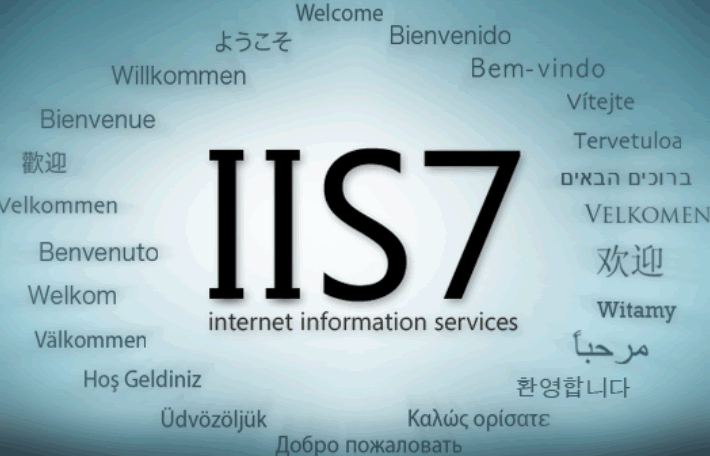 Welcome
ようこそ
Bienvenido
Willkommen
Bem-vindo
Vítejte
Bienvenue
Tervetuloa
歡迎
ברוכים הבאים
Velkommen
VELKOMEN
IIS7
Benvenuto
欢迎
Welkom
Witamy
internet information services
Välkommen
مرحباً
Hoş Geldiniz
환영합니다
Üdvözöljük
Καλώς ορίσατε
Добро пожаловать